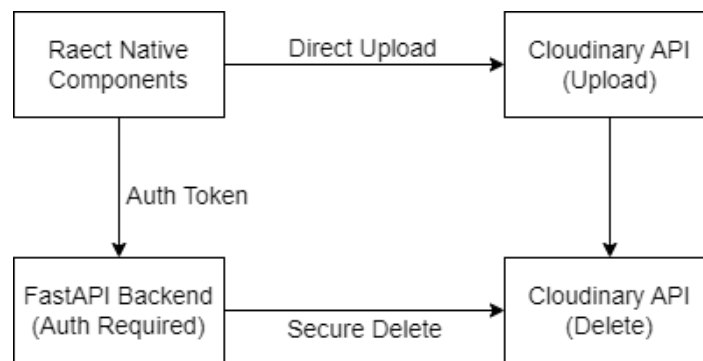 Raect Native
Components
Direct Upload
Cloudinary API
(Upload)
Auth Token
FastAPI Backend
(Auth Required)
Secure Delete
Cloudinary API
(Delete)